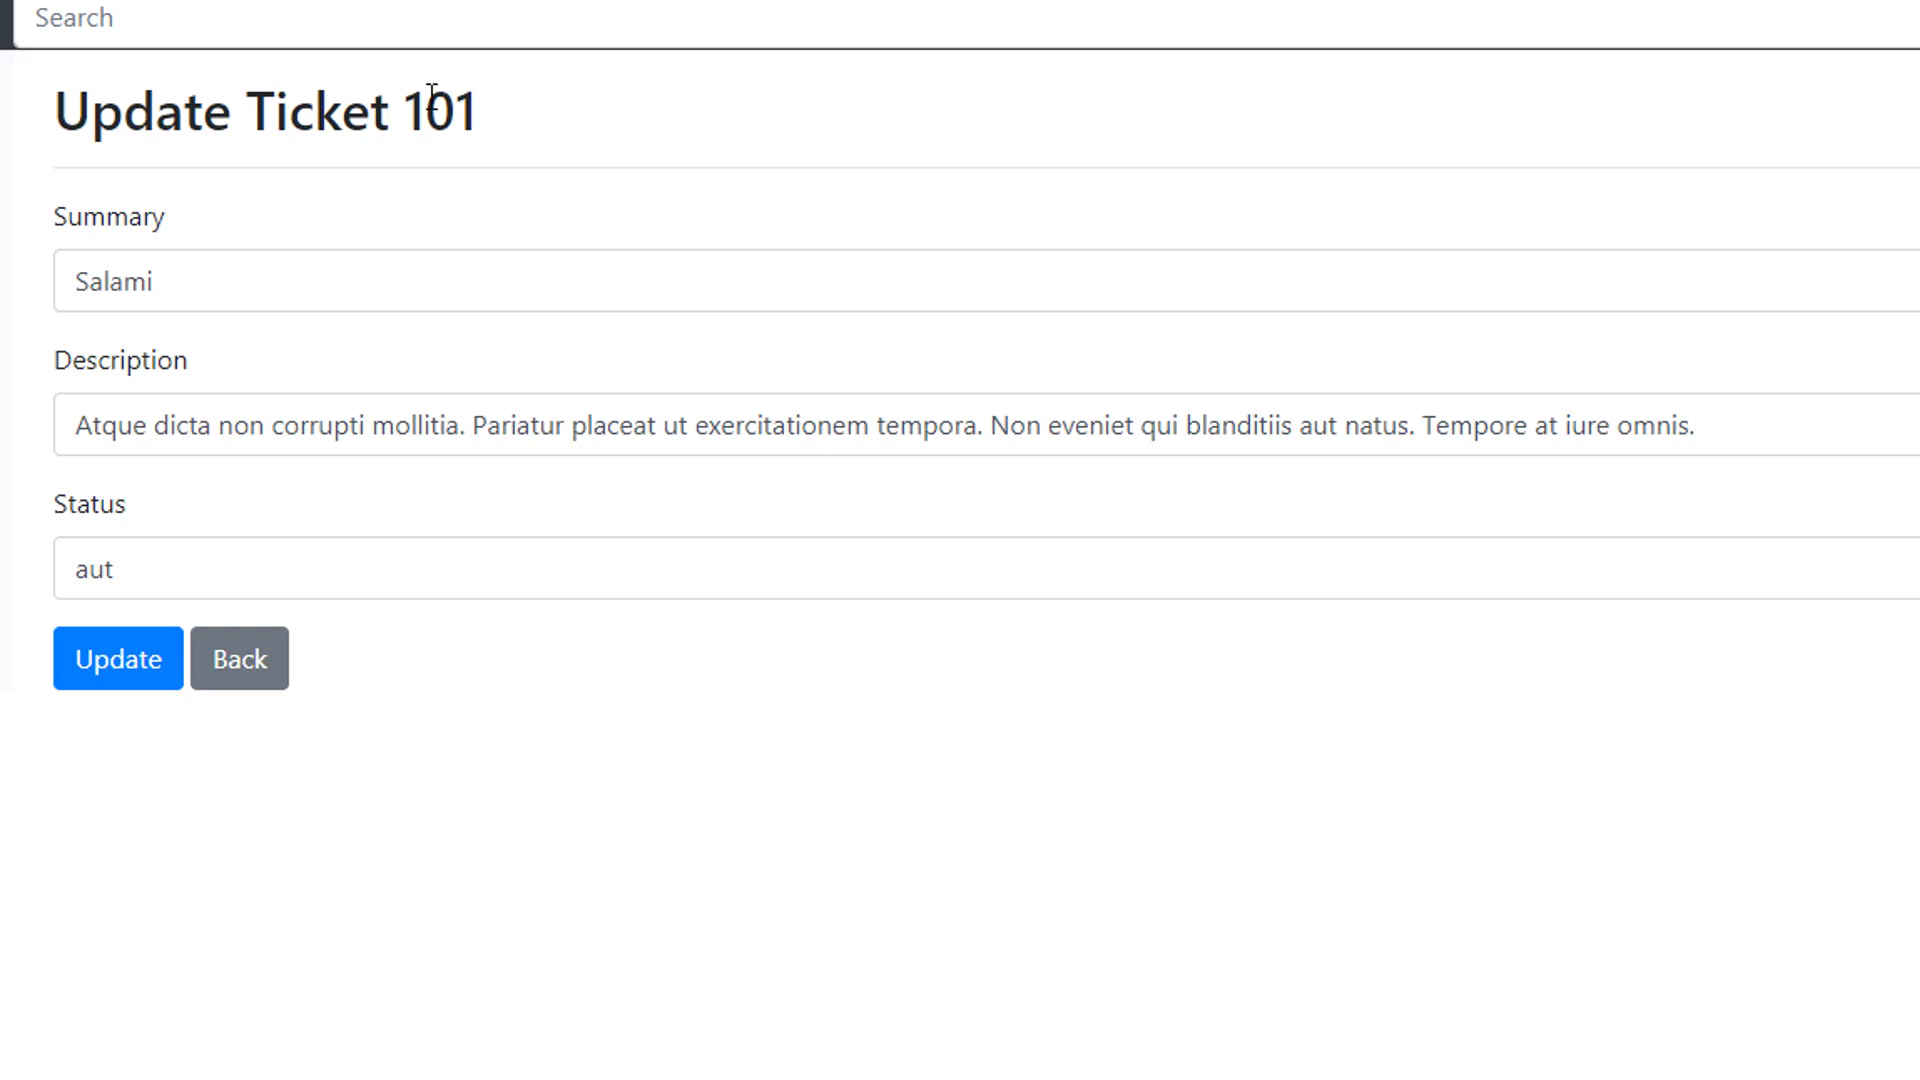 Search
Update Ticket 101
Summary
Salami
Description
Atque dicta non corrupti mollitia. Pariatur placeat ut exercitationem tempora. Non eveniet qui blanditiis aut natus. Tempore at iure omnis.
Status
aut
Update Back